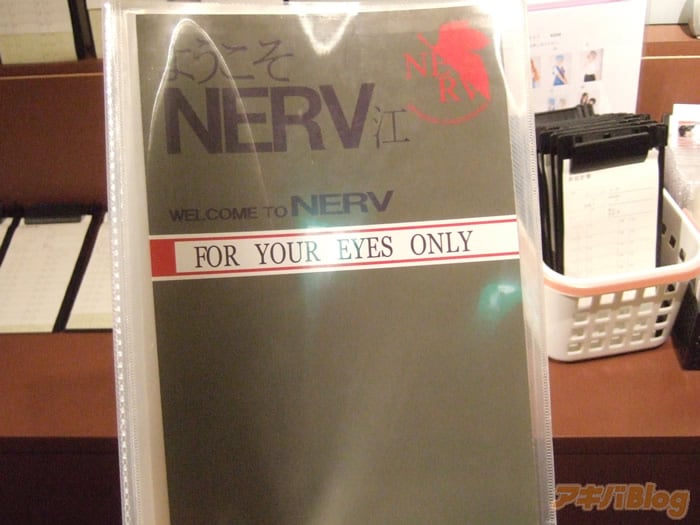 ようこそ
NERV江
NERV
WELCOME TO NERV
FOR YOUR EYES ONLY
アキバBlog